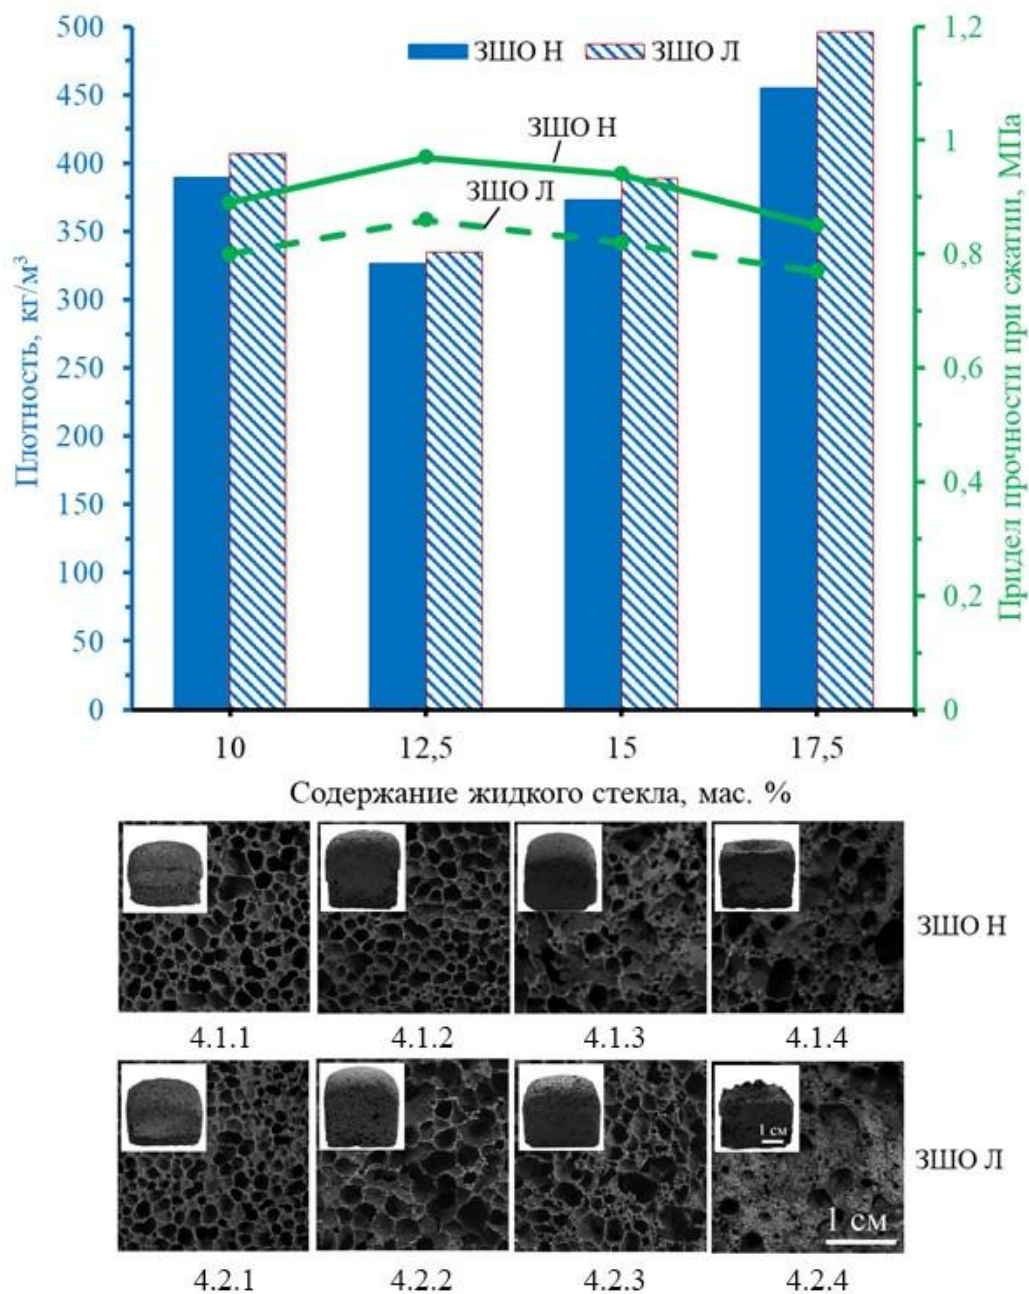 500
450
400
350
300
250
200
150
100
50
0
Плотность, кг/м³
ЗШО Н ЗШО Л
ЗШО Н
ЗШО Л
1,2
1
0,8
0,6
0,4
0,2
0
Придел прочности при сжатии, МПа
10 12,5 15 17,5
Содержание жидкого стекла, мас. %
ЗШО Н
4.1.1 4.1.2 4.1.3 4.1.4
1 см
ЗШО Л
1 см
4.2.1 4.2.2 4.2.3 4.2.4